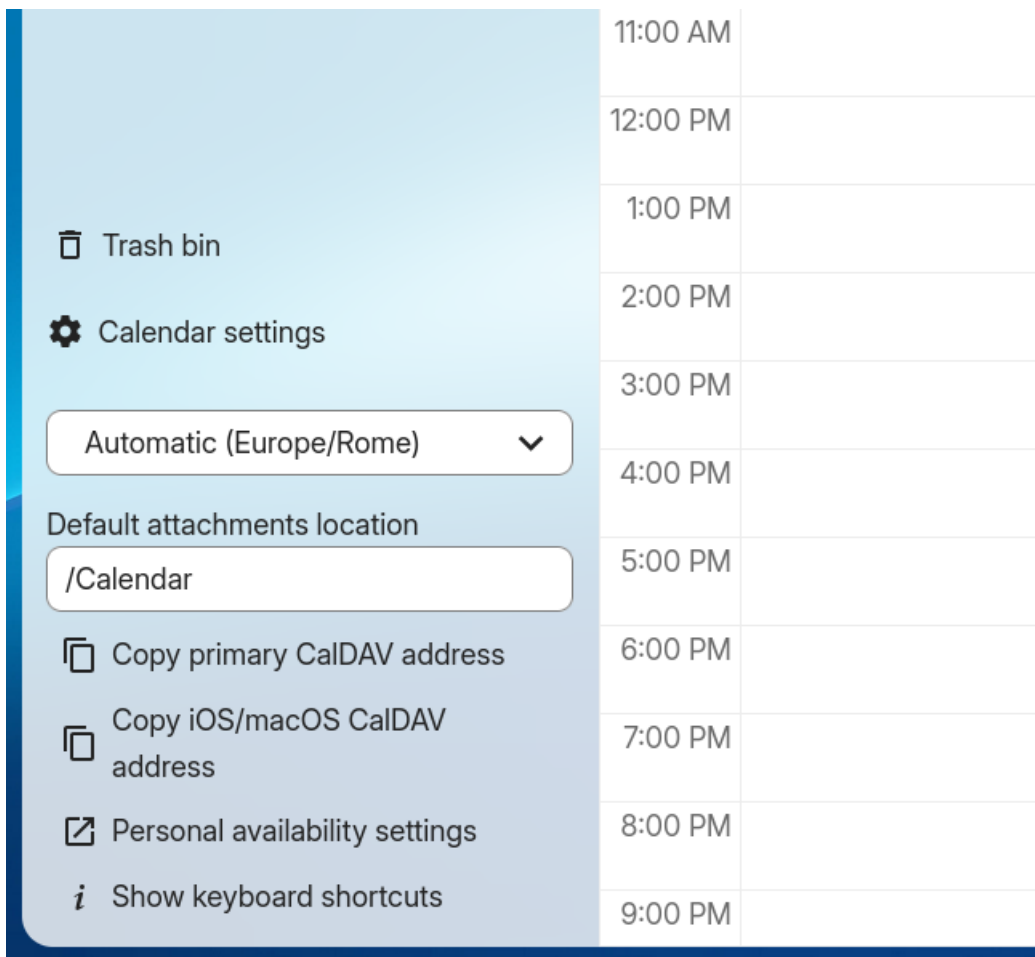 Trash bin
Calendar settings
Automatic (Europe/Rome)
Default attachments location
/Calendar
Copy primary CalDAV address
Copy iOS/macOS CalDAV
address
Personal availability settings
Show keyboard shortcuts
11:00 AM
12:00 PM
1:00 PM
2:00 PM
3:00 PM
4:00 PM
5:00 PM
6:00 PM
7:00 PM
8:00 PM
9:00 PM